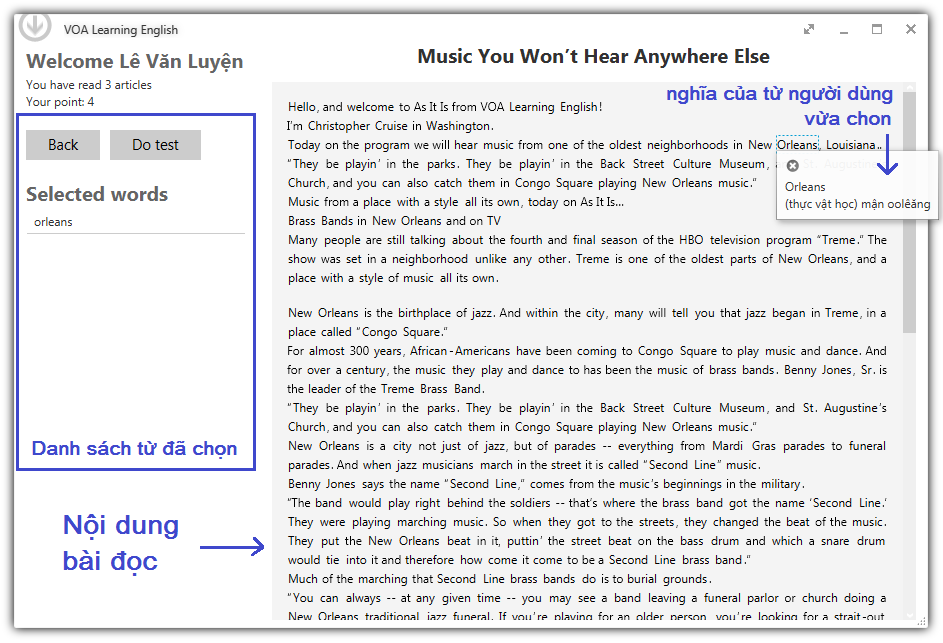 VOA Learning English
Welcome Lê Văn Luyện
You have read 3 articles
Your point: 4
Back
Do test
Selected words
orleans
Danh sách từ đã chọn
Nội dung
bài đọc
Music You Won't Hear Anywhere Else
nghĩa của từ người dùng
vừa chon
Hello, and welcome to As It Is from VOA Learning English!
I'm Christopher Cruise in Washington.
Today on the program we will hear music from one of the oldest neighborhoods in New Orleans, Louisiana..
"They be playin' in the parks. They be playin' in the Back Street Culture Museum, and St. Augustine's
Church, and you can also catch them in Congo Square playing New Orleans music."
Music from a place with a style all its own, today on As It Is...
Brass Bands in New Orleans and on TV
Many people are still talking about the fourth and final season of the HBO television program "Treme." The
show was set in a neighborhood unlike any other. Treme is one of the oldest parts of New Orleans, and a
place with a style of music all its own.
Orleans
(thực vật học) mận oolêăng
New Orleans is the birthplace of jazz. And within the city, many will tell you that jazz began in Treme, in a
place called "Congo Square."
For almost 300 years, African-Americans have been coming to Congo Square to play music and dance. And
for over a century, the music they play and dance to has been the music of brass bands. Benny Jones, Sr. is
the leader of the Treme Brass Band.
"They be playin' in the parks. They be playin' in the Back Street Culture Museum, and St. Augustine's
Church, and you can also catch them in Congo Square playing New Orleans music."
New Orleans is a city not just of jazz, but of parades -- everything from Mardi Gras parades to funeral
parades. And when jazz musicians march in the street it is called "Second Line" music.
Benny Jones says the name "Second Line," comes from the music's beginnings in the military.
"The band would play right behind the soldiers -- that's where the brass band got the name 'Second Line.'
They were playing marching music. So when they got to the streets, they changed the beat of the music.
They put the New Orleans beat in it, puttin' the street beat on the bass drum and which a snare drum
would tie into it and therefore how come it come to be a Second Line brass band."
Much of the marching that Second Line brass bands do is to burial grounds.
"You can always -- at any given time -- you may see a band leaving a funeral parlor or church doing a
New Orleans traditional jazz funeral. If you're playing for an older person, you're looking for a strait-out